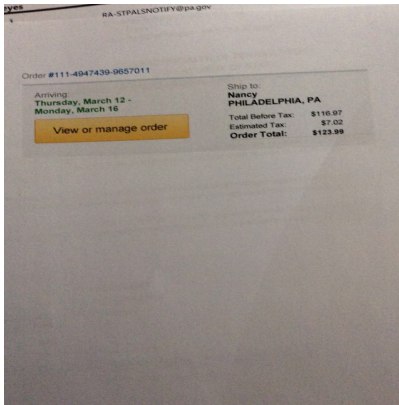 eyes
RA-STPALSNOTIFY@pa.gov
Order #111-4947439-9657011
Arriving:
Thursday, March 12 -
Monday, March 16
View or manage order
Ship to:
Nancy
PHILADELPHIA, PA
Total Before Tax: $116.97
Estimated Tax: $7.02
Order Total: $123.99